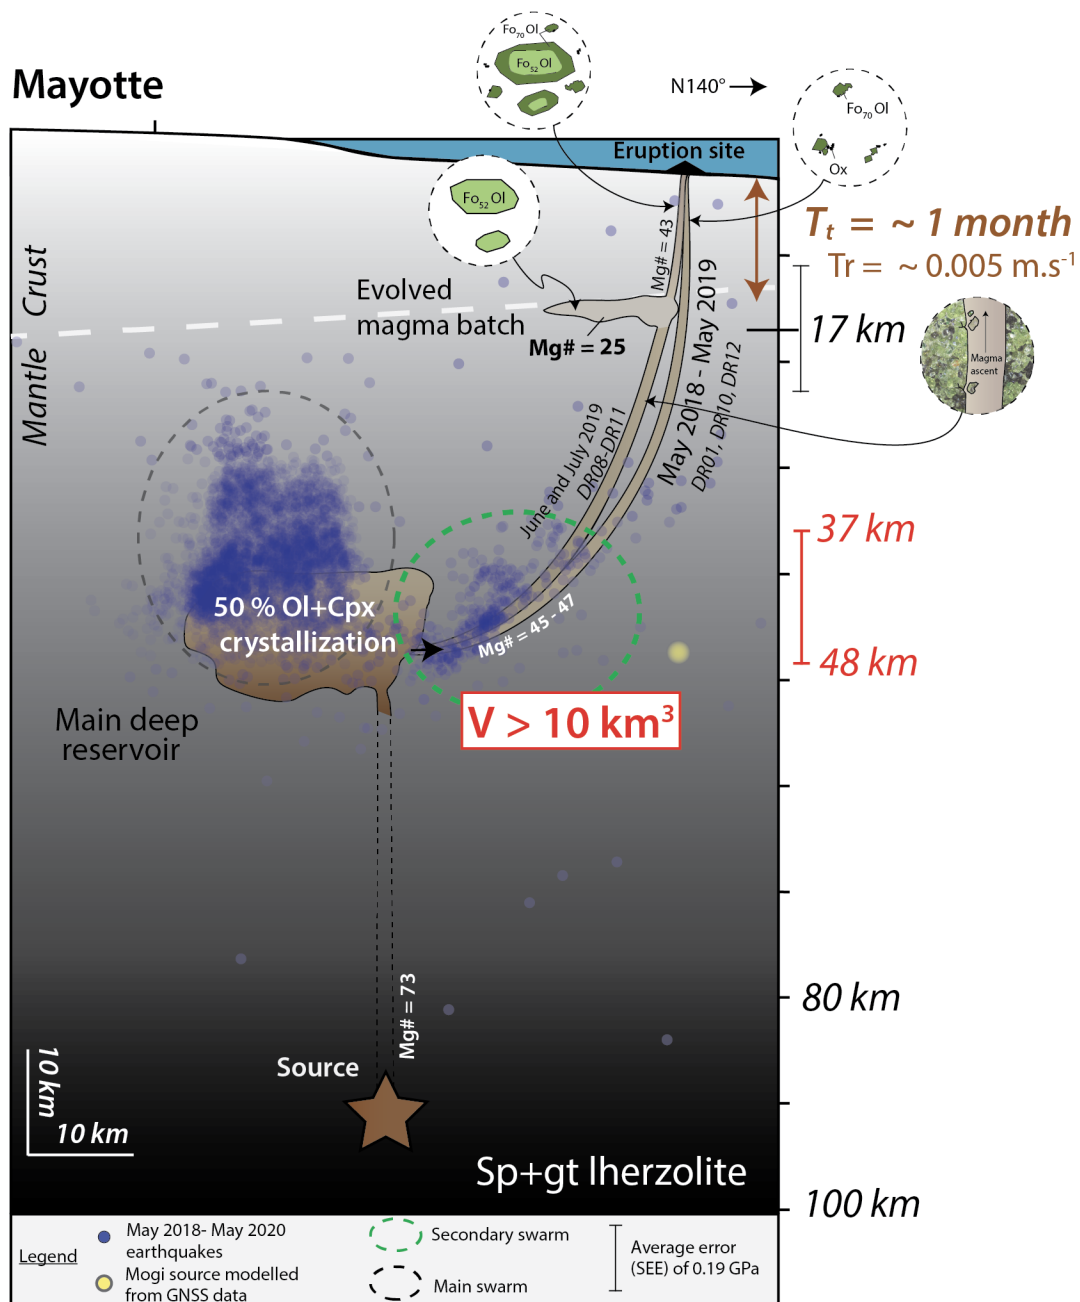 Mayotte
Fo70 Ol
Fo52 Ol
N140°
Fo70 Ol
Ox
Eruption site
Fo52 Ol
Tt = ~ 1 month
Tr = ~ 0.005 m.s-1
Crust
Mantle
Evolved
magma batch
Mg# = 25
Mg# = 43
May 2018 - May 2019
DR01, DR10, DR12
June and July 2019
DR08-DR11
17 km
Magma
ascent
37 km
48 km
50 % Ol+Cpx
crystallization
Mg# = 45 - 47
V > 10 km3
Main deep
reservoir
Mg# = 73
Source
80 km
10 km
10 km
Sp+gt lherzolite
100 km
Legend
May 2018- May 2020
earthquakes
Mogi source modelled
from GNSS data
Secondary swarm
Main swarm
Average error
(SEE) of 0.19 GPa